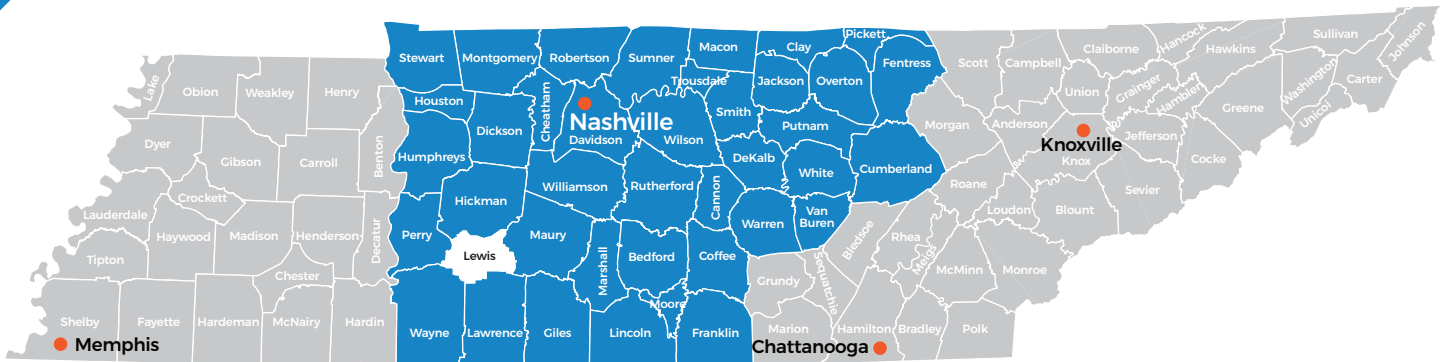 Stewart
Montgomery
Robertson
Sumner
Macon
Clay
Pickett
Fentress
Scott
Campbell
Claiborne
Hancock
Hawkins
Sullivan
Johnson
Lake
Obion
Weakley
Henry
Houston
Dickson
Cheatham
Nashville
Davidson
Wilson
Trousdale
Smith
Jackson
Overton
Putnam
Morgan
Anderson
Union
Grainger
Hamblen
Greene
Washington
Unicoi
Carter
Dyer
Gibson
Carroll
Benton
Humphreys
DeKalb
White
Cumberland
Knoxville
Knox
Jefferson
Cocke
Sevier
Lauderdale
Crockett
Haywood
Madison
Henderson
Decatur
Perry
Hickman
Williamson
Rutherford
Cannon
Warren
Van
Buren
Bledsoe
Rhea
Meigs
Roane
Loudon
Blount
Tipton
Chester
Lewis
Maury
Marshall
Bedford
Coffee
Grundy
Sequatchie
McMinn
Monroe
Shelby
Fayette
Hardeman
McNairy
Hardin
Wayne
Lawrence
Giles
Lincoln
Moore
Franklin
Marion
Hamilton
Bradley
Polk
Memphis
Chattanooga